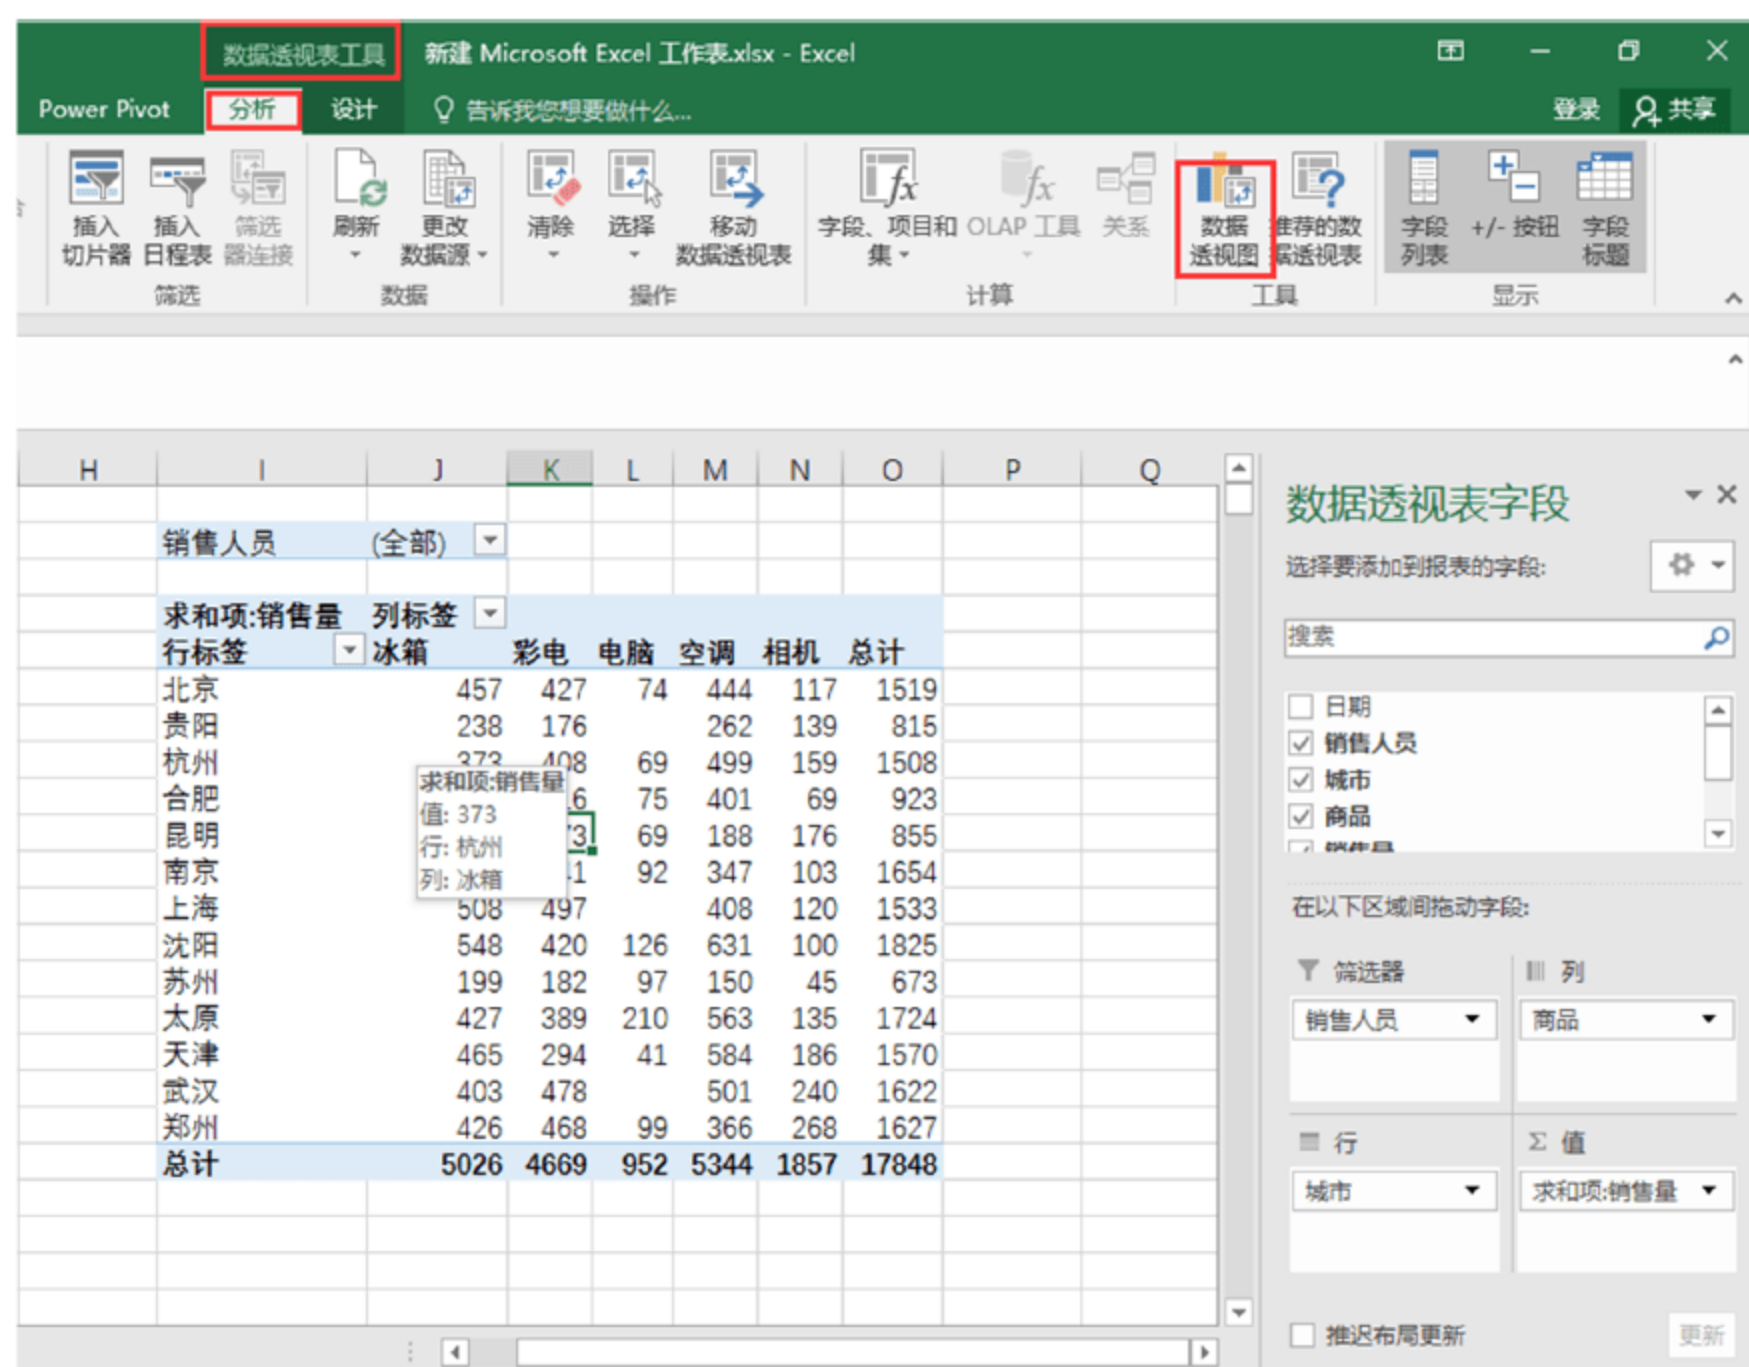 数据透视表工具 新建 Microsoft Excel 工作表.xlsx - Excel
Power Pivot 分析 设计 告诉我您想要做什么... 登录 共享
插入 切片器
插入 日程表
筛选 器连接
刷新
更改 数据源
清除
选择
移动 数据透视表
字段、项目和 集
OLAP 工具
关系
数据 透视图
推荐的数 据透视表
字段 列表
+/- 按钮
字段 标题
筛选 数据 操作 计算 工具 显示
H I J K L M N O P Q
销售人员 (全部)
求和项:销售量 列标签
行标签 冰箱 彩电 电脑 空调 相机 总计
北京 457 427 74 444 117 1519
贵阳 238 176 262 139 815
杭州 373 408 69 499 159 1508
合肥 75 401 69 923
昆明 69 188 176 855
南京 92 347 103 1654
上海 508 497 408 120 1533
沈阳 548 420 126 631 100 1825
苏州 199 182 97 150 45 673
太原 427 389 210 563 135 1724
天津 465 294 41 584 186 1570
武汉 403 478 501 240 1622
郑州 426 468 99 366 268 1627
总计 5026 4669 952 5344 1857 17848
求和项:销售量
值: 373
行: 杭州
列: 冰箱
数据透视表字段
选择要添加到报表的字段:
搜索
日期
销售人员
城市
商品
销售量
在以下区域间拖动字段:
筛选器 列
销售人员 商品
行 Σ 值
城市 求和项:销售量
推迟布局更新 更新